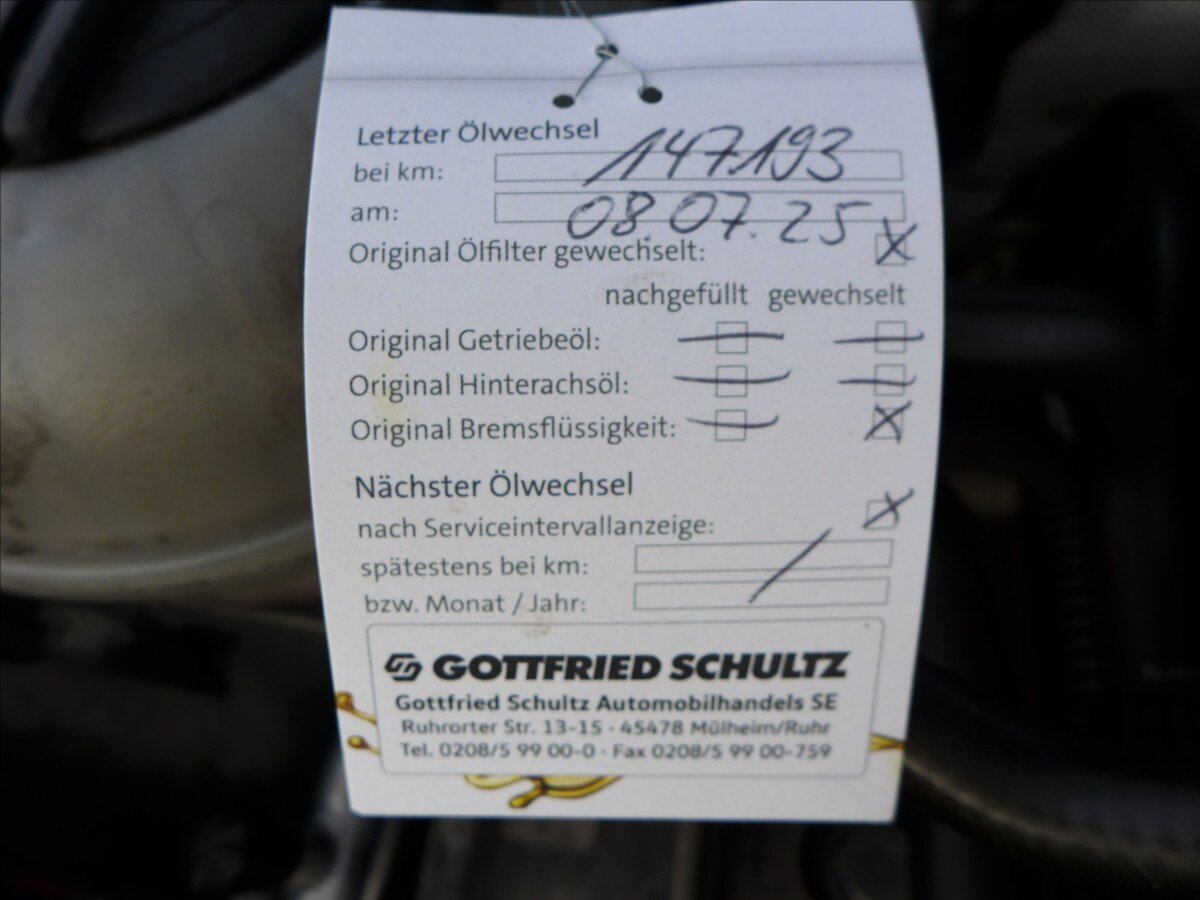 Letzter Ölwechsel
bei km: 147.193
am: 08.07.25
Original Ölfilter gewechselt: X
nachgefüllt gewechselt
Original Getriebeöl:
Original Hinterachsöl:
Original Bremsflüssigkeit: X
Nächster Ölwechsel
nach Serviceintervallanzeige: X
spätestens bei km:
bzw. Monat / Jahr:
GOTTFRIED SCHULTZ
Gottfried Schultz Automobilhandels SE
Ruhrorter Str. 13-15 · 45478 Mülheim/Ruhr
Tel. 0208/5 99 00-0 · Fax 0208/5 99 00-759